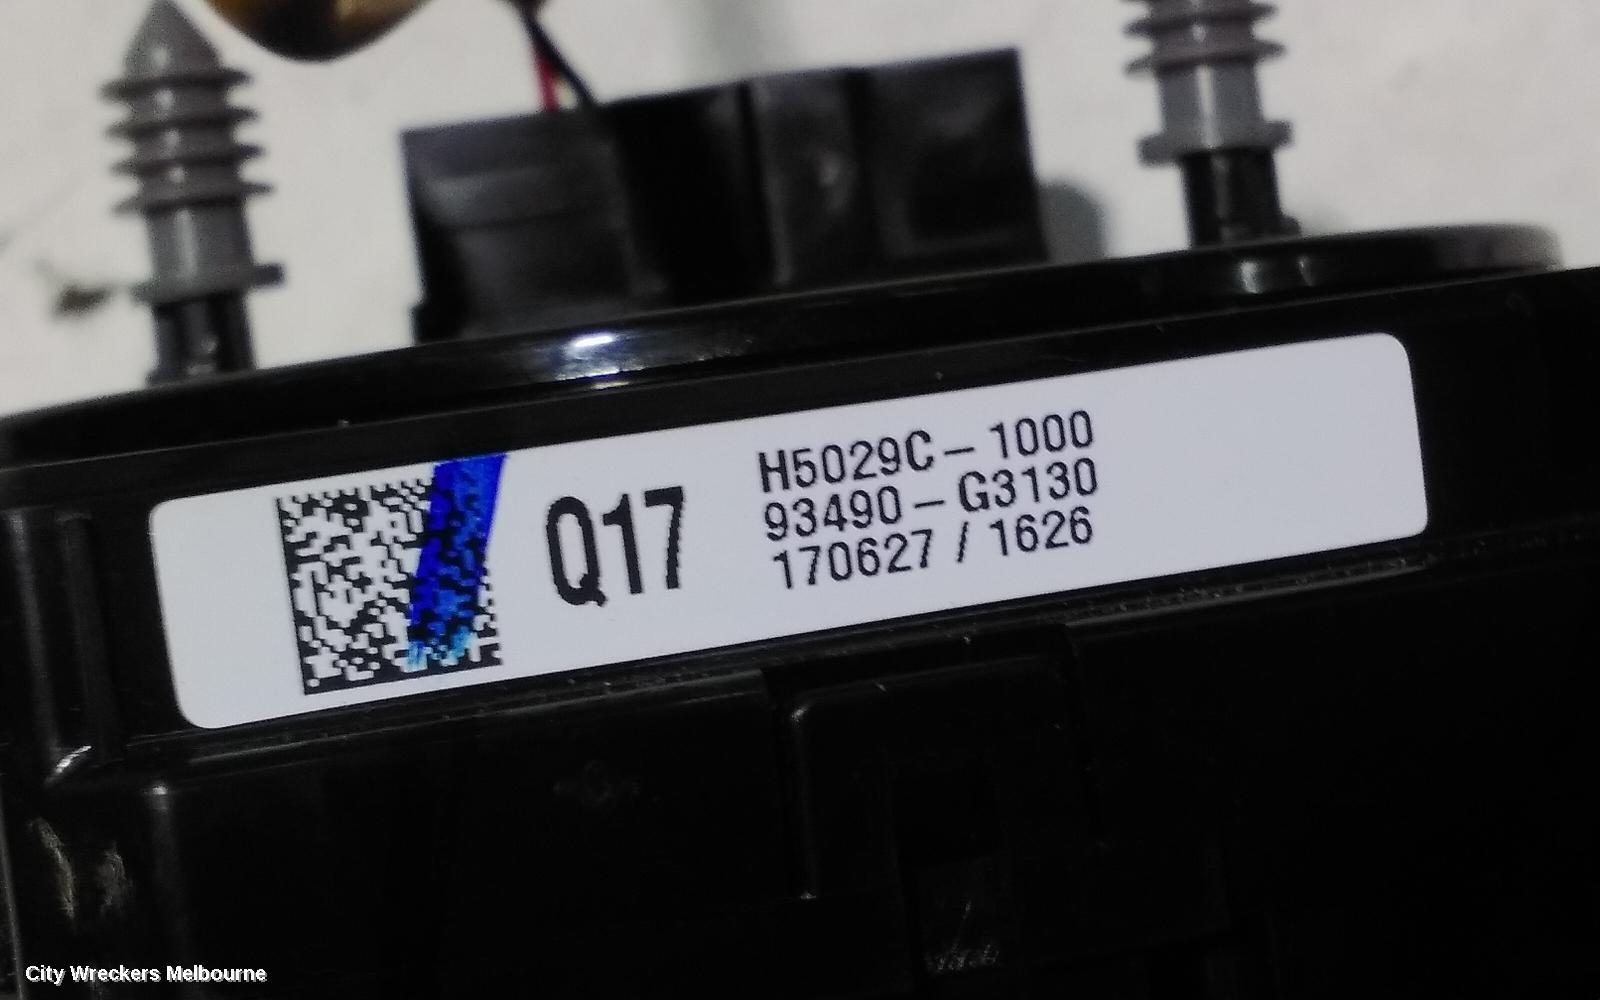 Q17
H5029C-1000
93490-G3130
170627 / 1626
City Wreckers Melbourne